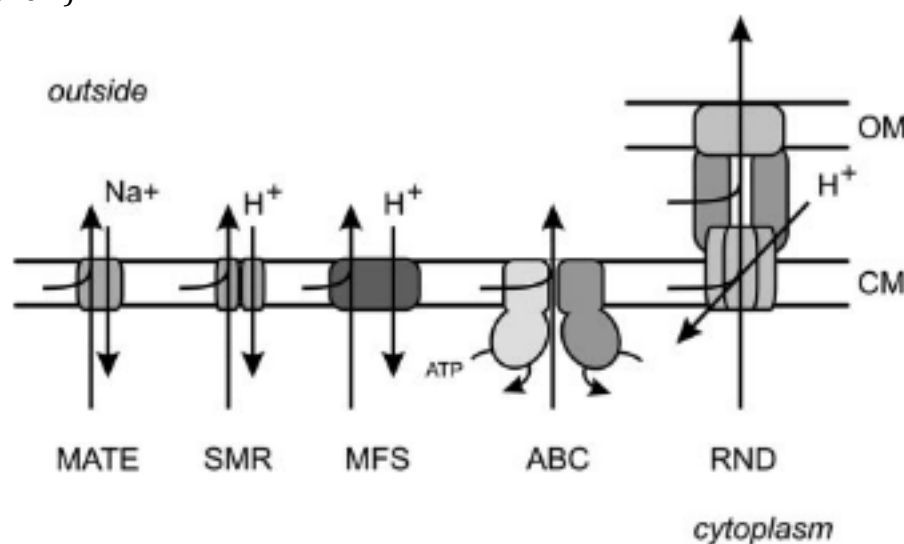 outside
OM
Na+
H+
H+
H+
CM
ATP
MATE SMR MFS ABC RND
cytoplasm